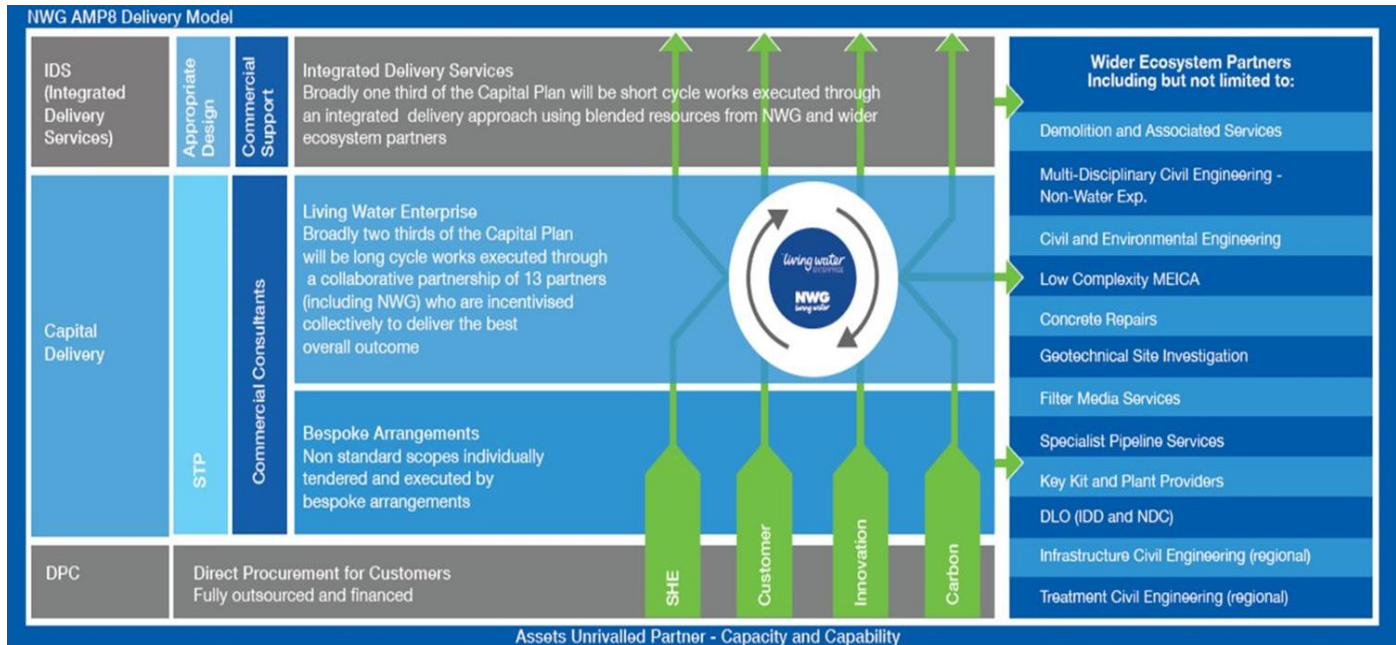 NWG AMP8 Delivery Model
IDS
(Integrated
Delivery
Services)
Appropriate
Design
Commercial
Support
Integrated Delivery Services
Broadly one third of the Capital Plan will be short cycle works executed through
an integrated delivery approach using blended resources from NWG and wider
ecosystem partners
Capital
Delivery
STP
Commercial Consultants
Living Water Enterprise
Broadly two thirds of the Capital Plan
will be long cycle works executed through
a collaborative partnership of 13 partners
(including NWG) who are incentivised
collectively to deliver the best
overall outcome
living water
ENTERPRISE
NWG
living water
Bespoke Arrangements
Non standard scopes individually
tendered and executed by
bespoke arrangements
DPC
Direct Procurement for Customers
Fully outsourced and financed
SHE
Customer
Innovation
Carbon
Wider Ecosystem Partners
Including but not limited to:
Demolition and Associated Services
Multi-Disciplinary Civil Engineering -
Non-Water Exp.
Civil and Environmental Engineering
Low Complexity MEICA
Concrete Repairs
Geotechnical Site Investigation
Filter Media Services
Specialist Pipeline Services
Key Kit and Plant Providers
DLO (IDD and NDC)
Infrastructure Civil Engineering (regional)
Treatment Civil Engineering (regional)
Assets Unrivalled Partner - Capacity and Capability